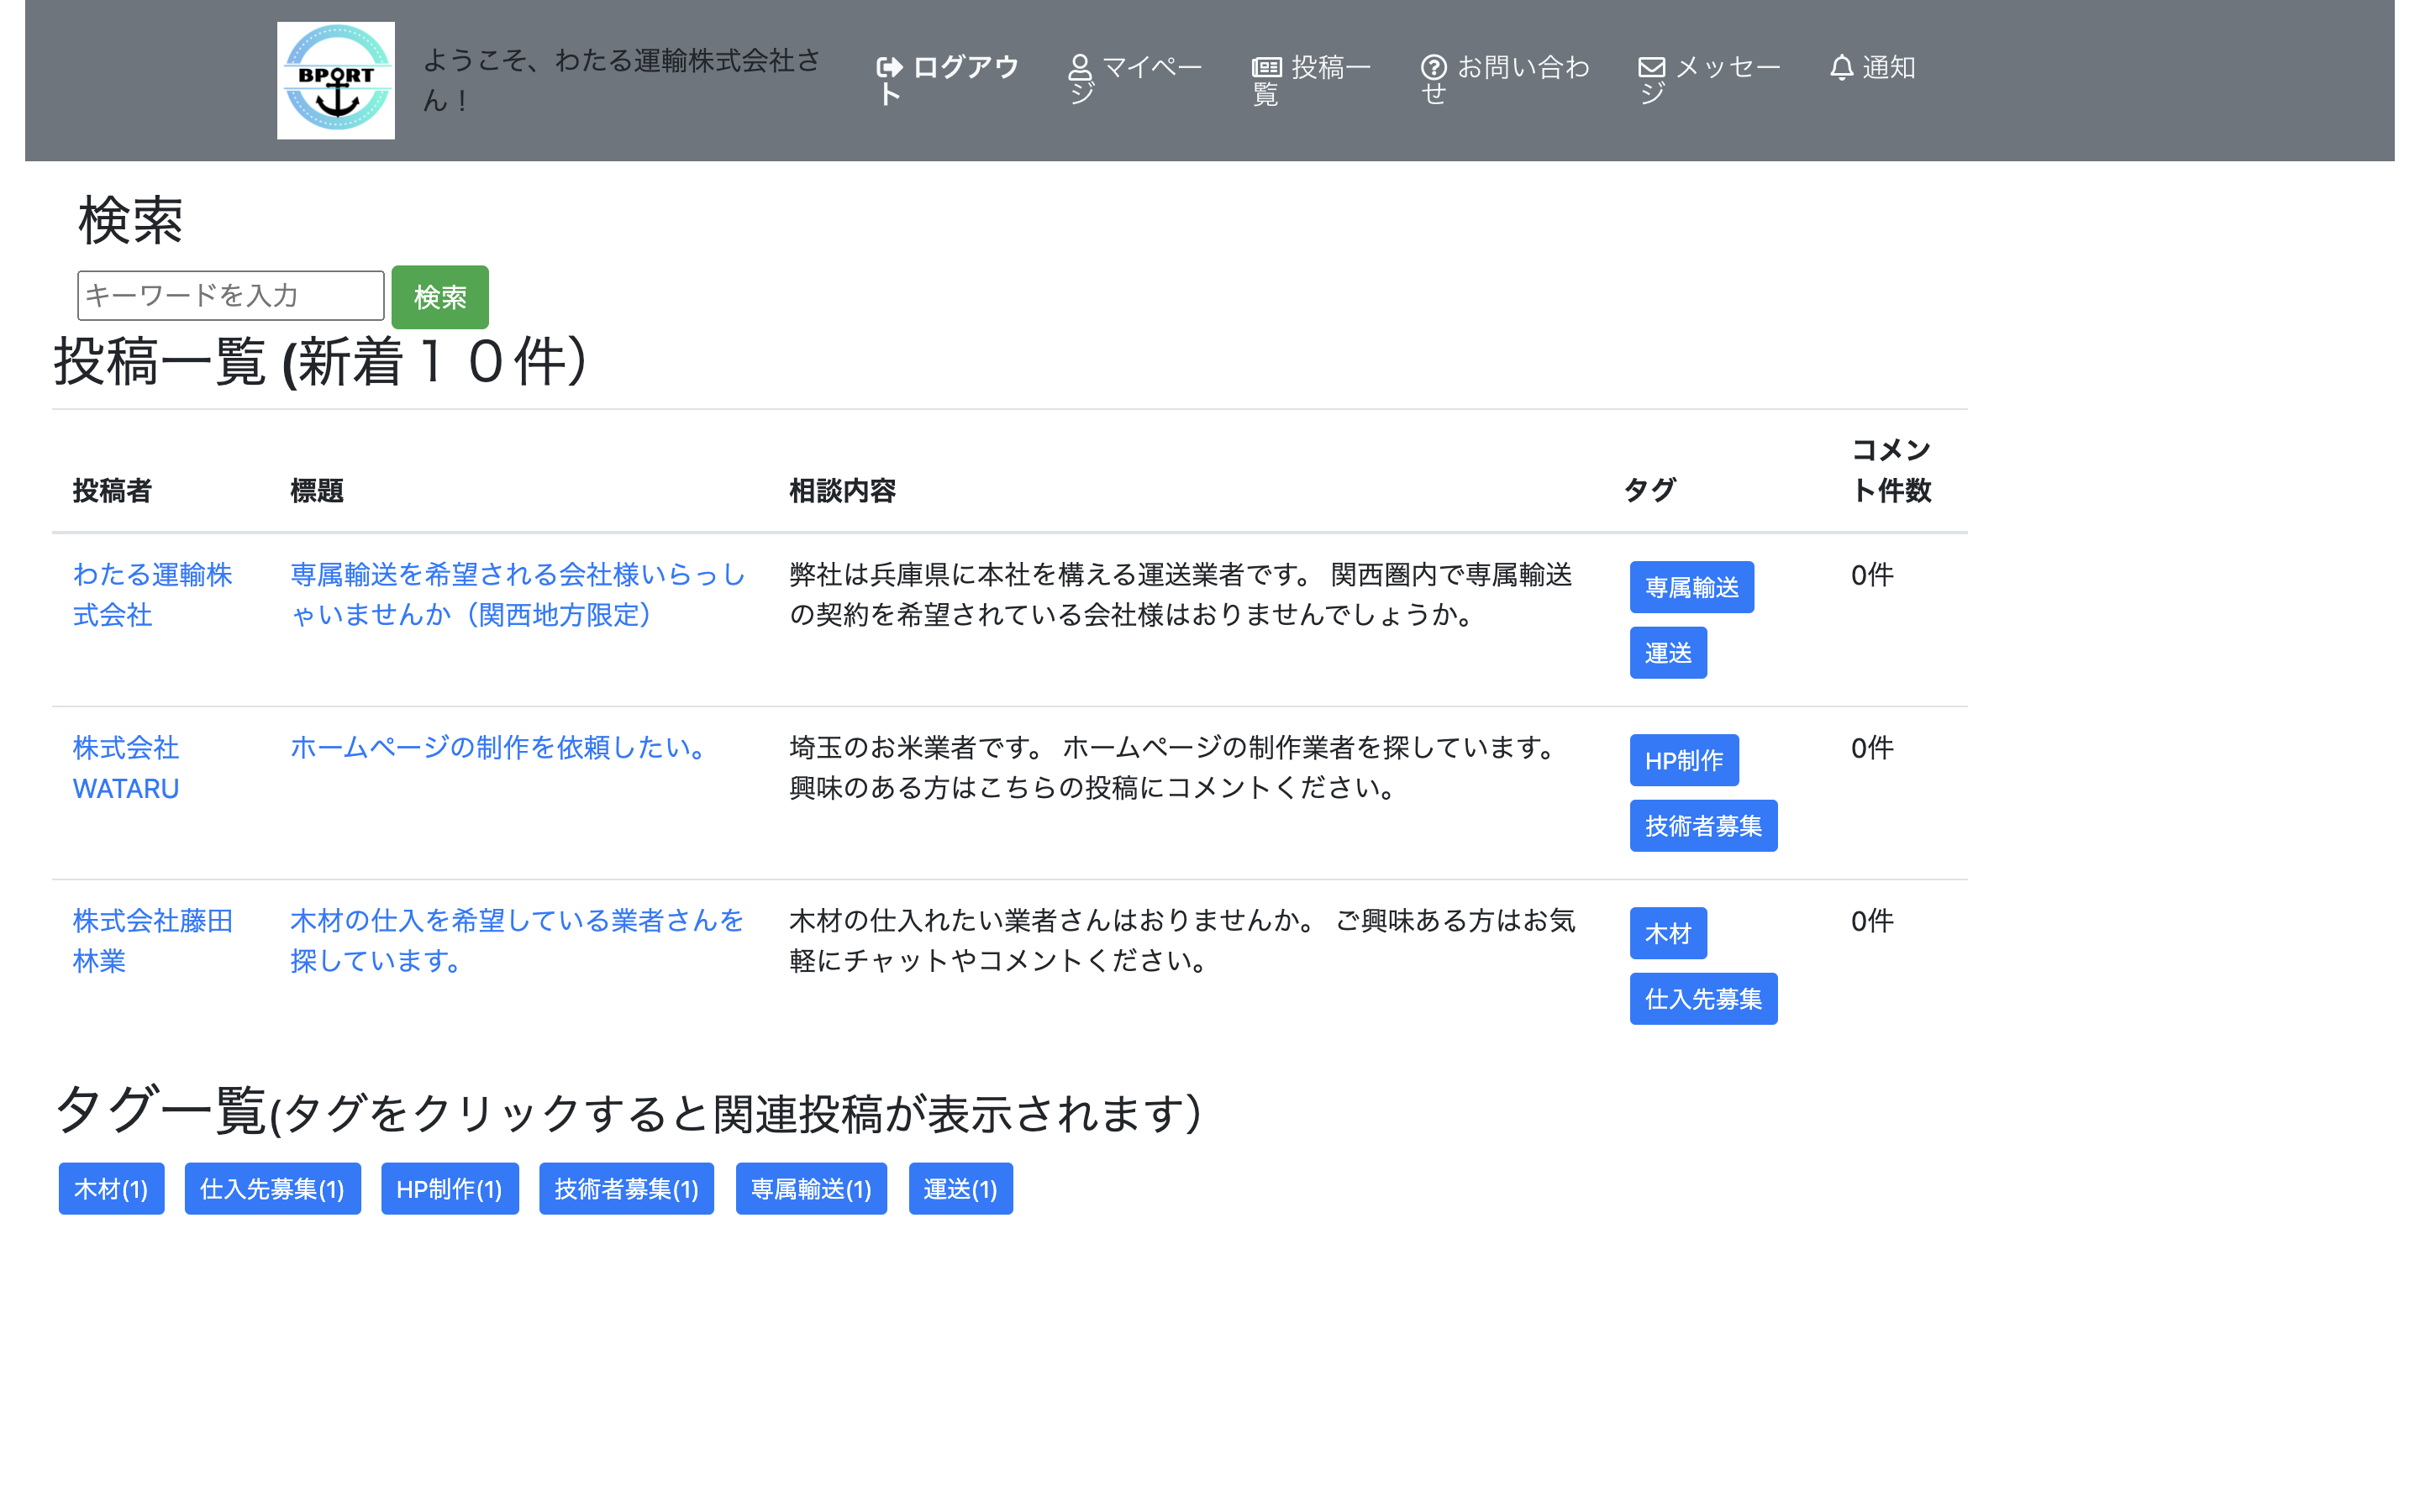 BPORT
ようこそ、わたる運輸株式会社さ
ん！
ログアウ
ト
マイペー
ジ
投稿一
覧
お問い合わ
せ
メッセー
ジ
通知
検索
キーワードを入力
検索
投稿一覧 (新着１０件）
投稿者
標題
相談内容
タグ
コメン
ト件数
わたる運輸株
式会社
専属輸送を希望される会社様いらっし
ゃいませんか（関西地方限定）
弊社は兵庫県に本社を構える運送業者です。 関西圏内で専属輸送
の契約を希望されている会社様はおりませんでしょうか。
専属輸送
運送
0件
株式会社
WATARU
ホームページの制作を依頼したい。
埼玉のお米業者です。 ホームページの制作業者を探しています。
興味のある方はこちらの投稿にコメントください。
HP制作
技術者募集
0件
株式会社藤田
林業
木材の仕入を希望している業者さんを
探しています。
木材の仕入れたい業者さんはおりませんか。 ご興味ある方はお気
軽にチャットやコメントください。
木材
仕入先募集
0件
タグ一覧(タグをクリックすると関連投稿が表示されます）
木材(1) 仕入先募集(1) HP制作(1) 技術者募集(1) 専属輸送(1) 運送(1)